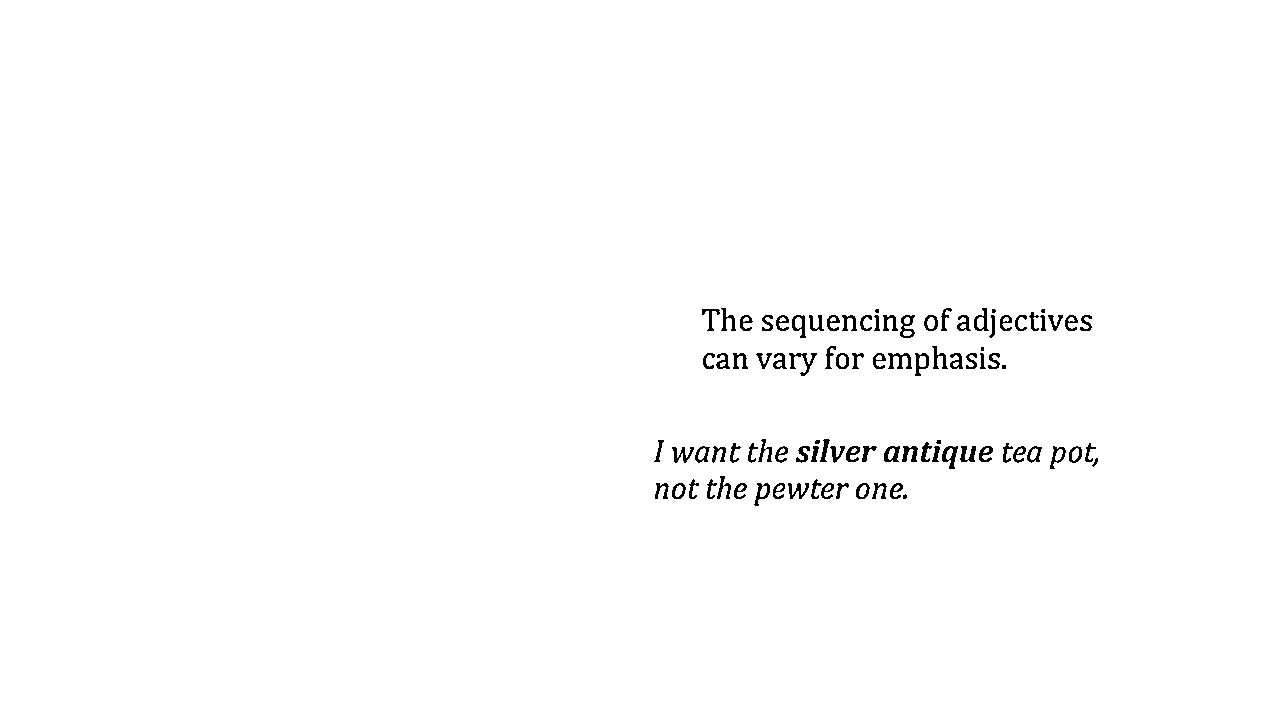 The sequencing of adjectives
can vary for emphasis.
I want the silver antique tea pot,
not the pewter one.